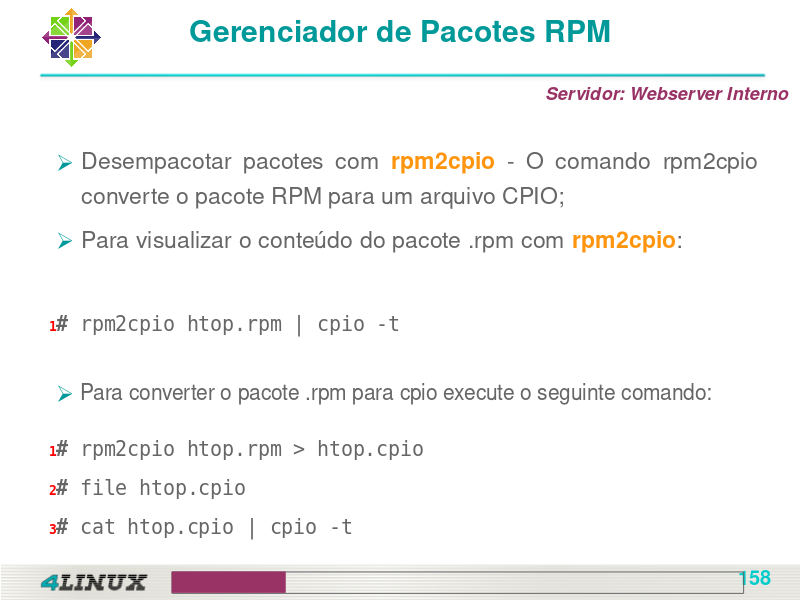 Gerenciador de Pacotes RPM
Servidor: Webserver Interno
Desempacotar pacotes com rpm2cpio - O comando rpm2cpio
converte o pacote RPM para um arquivo CPIO;
Para visualizar o conteúdo do pacote .rpm com rpm2cpio:
1# rpm2cpio htop.rpm | cpio -t
Para converter o pacote .rpm para cpio execute o seguinte comando:
1# rpm2cpio htop.rpm > htop.cpio
2# file htop.cpio
3# cat htop.cpio | cpio -t
4LINUX
158